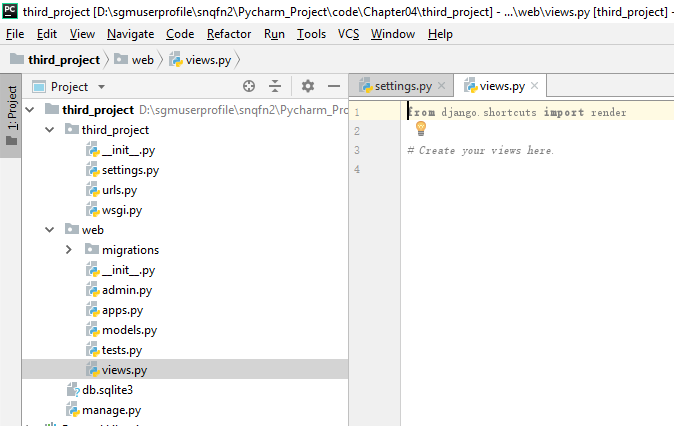 third_project [D:\sgmuserprofile\snqfn2\Pycharm_Project\code\Chapter04\third_project] - ...\web\views.py [third_project] -
File Edit View Navigate Code Refactor Run Tools VCS Window Help
third_project web views.py
1: Project
Project
settings.py views.py
third_project D:\sgmuserprofile\snqfn2\Pycharm_Pro
third_project
__init__.py
settings.py
urls.py
wsgi.py
web
migrations
__init__.py
admin.py
apps.py
models.py
tests.py
views.py
db.sqlite3
manage.py
1 from django.shortcuts import render
2
3 # Create your views here.
4